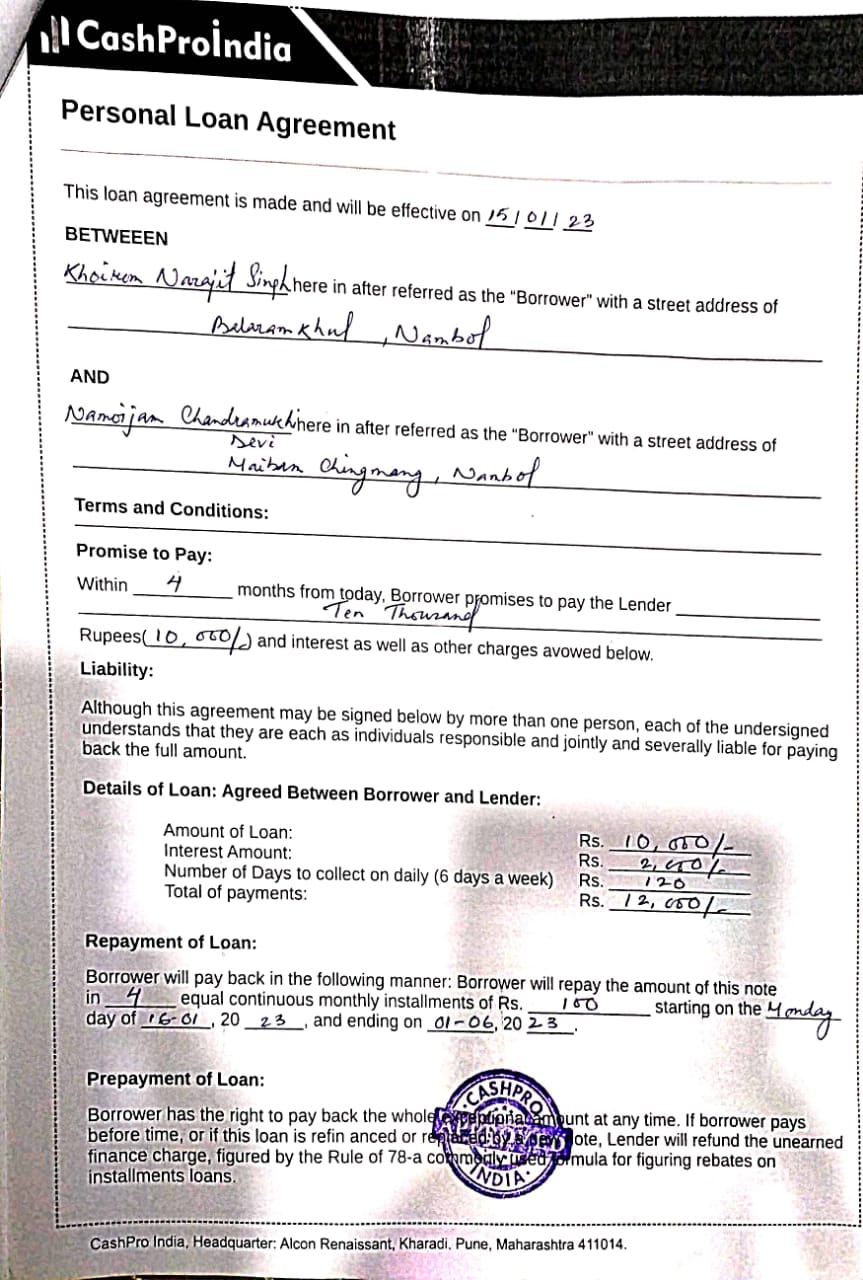 CashProIndia
Personal Loan Agreement
This loan agreement is made and will be effective on 15/01/23
BETWEEEN
Khoirom Narajit Singh here in after referred as the “Borrower” with a street address of
Balaram Khul, Nambol
AND
Namoijam Chandramukhi here in after referred as the “Borrower” with a street address of
Devi
Maibam Chingmang, Nambol
Terms and Conditions:
Promise to Pay:
Within 4 months from today, Borrower promises to pay the Lender
Ten Thousand
Rupees(10,000/-) and interest as well as other charges avowed below.
Liability:
Although this agreement may be signed below by more than one person, each of the undersigned
understands that they are each as individuals responsible and jointly and severally liable for paying
back the full amount.
Details of Loan: Agreed Between Borrower and Lender:
Amount of Loan: Rs. 10,000/-
Interest Amount: Rs. 2,000/-
Number of Days to collect on daily (6 days a week) Rs. 120
Total of payments: Rs. 12,000/-
Repayment of Loan:
Borrower will pay back in the following manner: Borrower will repay the amount of this note
in 4 equal continuous monthly installments of Rs. 100 starting on the Monday
day of 16-01, 20 23, and ending on 01-06, 20 23.
Prepayment of Loan:
CASHPRO
Borrower has the right to pay back the whole exceptional amount at any time. If borrower pays
before time, or if this loan is refin anced or replaced by a new note, Lender will refund the unearned
finance charge, figured by the Rule of 78-a commonly used formula for figuring rebates on
installments loans.
INDIA
CashPro India, Headquarter: Alcon Renaissant, Kharadi, Pune, Maharashtra 411014.